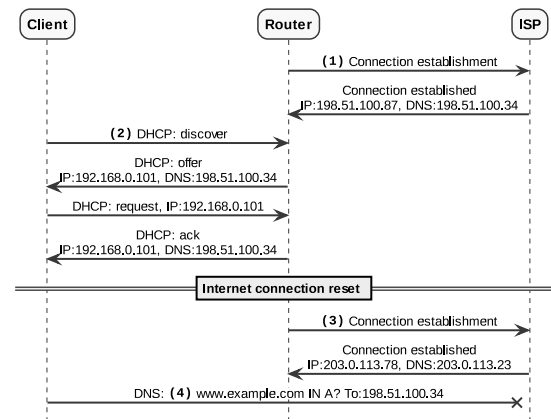 Client Router ISP
(1) Connection establishment
Connection established
IP:198.51.100.87, DNS:198.51.100.34
(2) DHCP: discover
DHCP: offer
IP:192.168.0.101, DNS:198.51.100.34
DHCP: request, IP:192.168.0.101
DHCP: ack
IP:192.168.0.101, DNS:198.51.100.34
Internet connection reset
(3) Connection establishment
Connection established
IP:203.0.113.78, DNS:203.0.113.23
DNS: (4) www.example.com IN A? To:198.51.100.34